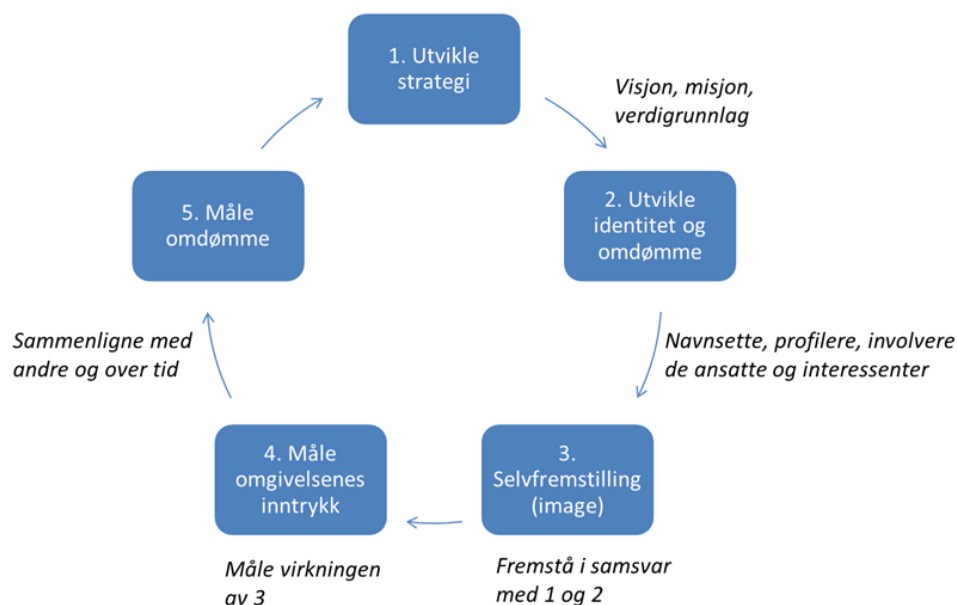 1. Utvikle
strategi
Visjon, misjon,
verdigrunnlag
2. Utvikle
identitet og
omdømme
Navnsette, profilere, involvere
de ansatte og interessenter
3.
Selvfremstilling
(image)
Fremstå i samsvar
med 1 og 2
4. Måle
omgivelsenes
inntrykk
Måle virkningen
av 3
5. Måle
omdømme
Sammenligne med
andre og over tid